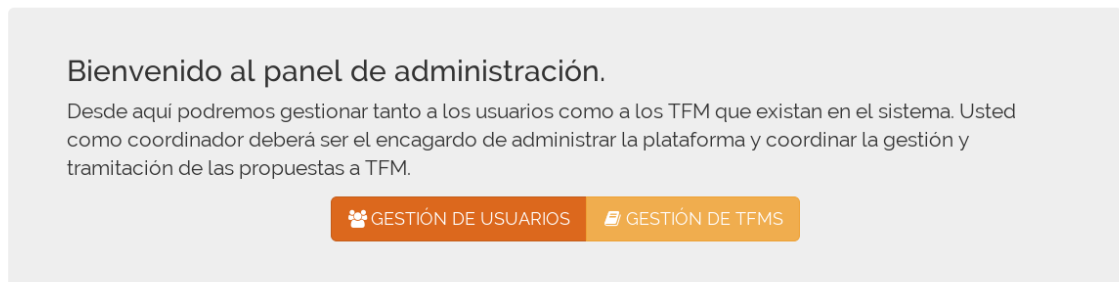 Bienvenido al panel de administración.
Desde aquí podremos gestionar tanto a los usuarios como a los TFM que existan en el sistema. Usted
como coordinador deberá ser el encagardo de administrar la plataforma y coordinar la gestión y
tramitación de las propuestas a TFM.
GESTIÓN DE USUARIOS GESTIÓN DE TFMS